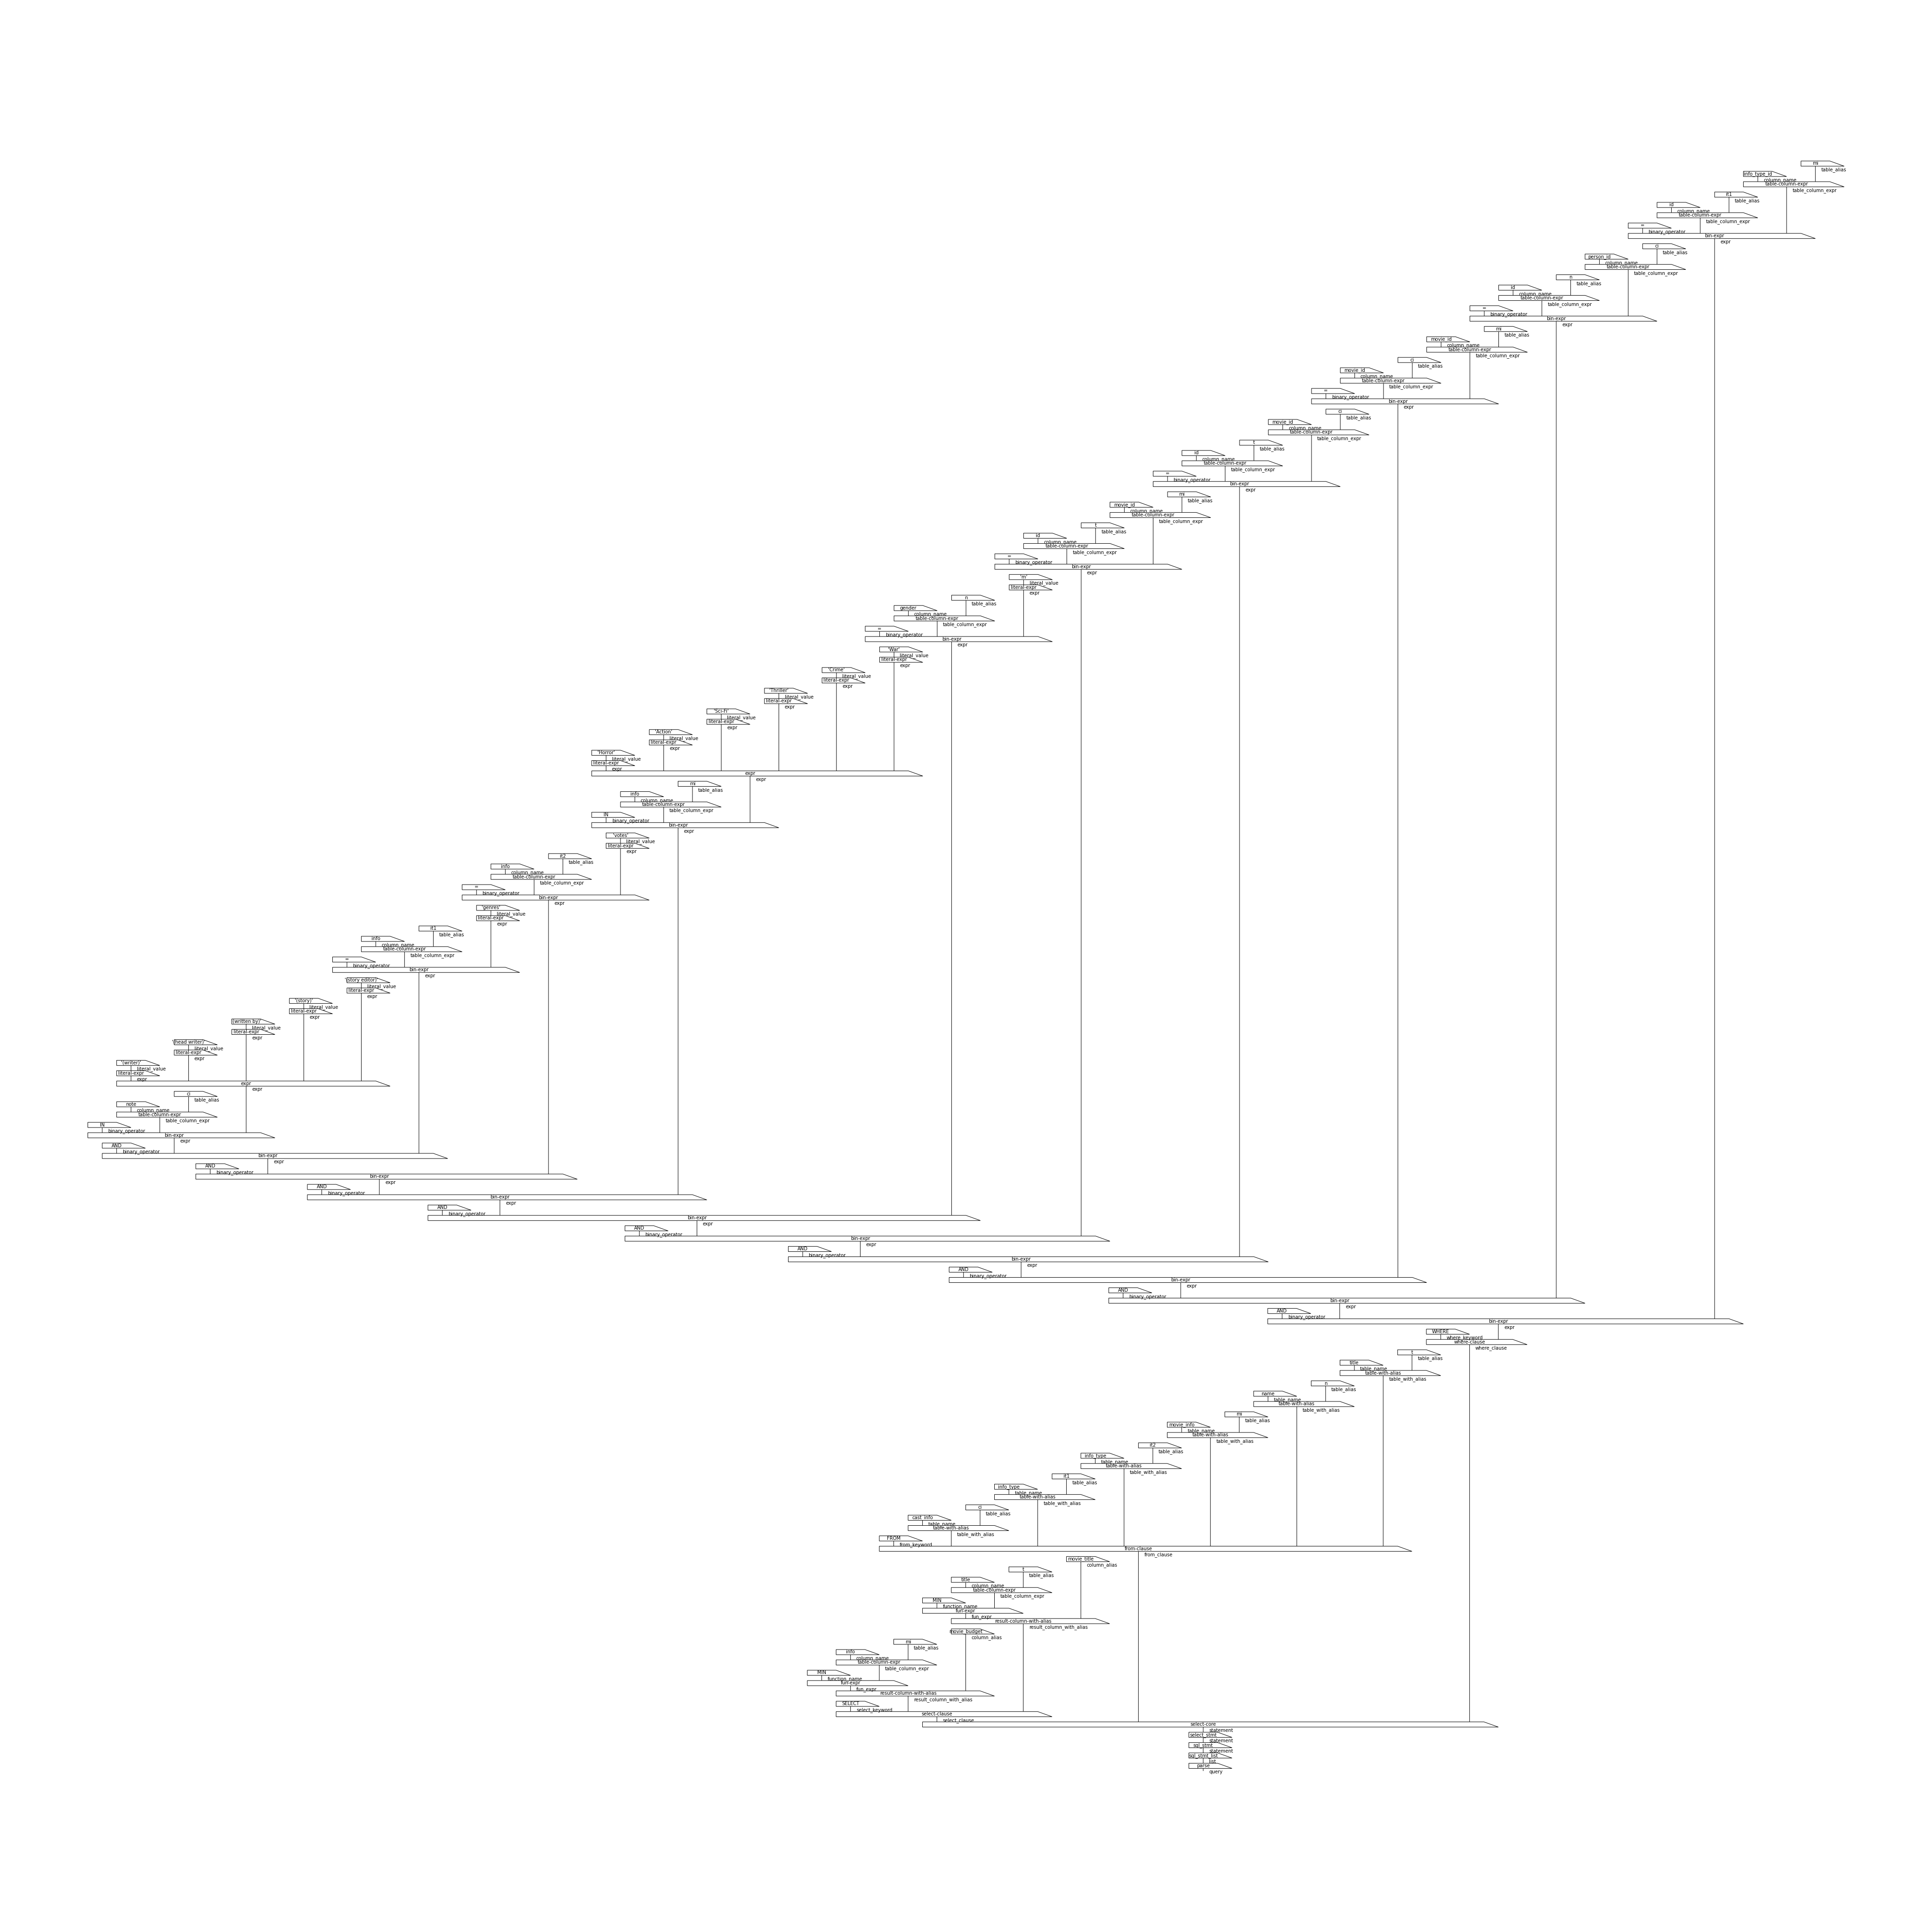 mi
table_alias
info_type_id
column_name
table-column-expr
table_column_expr
it1
table_alias
id
column_name
table-column-expr
table_column_expr
=
binary_operator
bin-expr
expr
ci
table_alias
person_id
column_name
table-column-expr
table_column_expr
n
table_alias
id
column_name
table-column-expr
table_column_expr
=
binary_operator
bin-expr
expr
mi
table_alias
movie_id
column_name
table-column-expr
table_column_expr
ci
table_alias
movie_id
column_name
table-column-expr
table_column_expr
=
binary_operator
bin-expr
expr
ci
table_alias
movie_id
column_name
table-column-expr
table_column_expr
t
table_alias
id
column_name
table-column-expr
table_column_expr
=
binary_operator
bin-expr
expr
mi
table_alias
movie_id
column_name
table-column-expr
table_column_expr
t
table_alias
id
column_name
table-column-expr
table_column_expr
=
binary_operator
bin-expr
expr
'm'
literal_value
literal-expr
expr
n
table_alias
gender
column_name
table-column-expr
table_column_expr
=
binary_operator
bin-expr
expr
'War'
literal_value
literal-expr
expr
'Crime'
literal_value
literal-expr
expr
'Thriller'
literal_value
literal-expr
expr
'Sci-Fi'
literal_value
literal-expr
expr
'Action'
literal_value
literal-expr
expr
'Horror'
literal_value
literal-expr
expr
expr
expr
mi
table_alias
info
column_name
table-column-expr
table_column_expr
IN
binary_operator
bin-expr
expr
'votes'
literal_value
literal-expr
expr
it2
table_alias
info
column_name
table-column-expr
table_column_expr
=
binary_operator
bin-expr
expr
'genres'
literal_value
literal-expr
expr
it1
table_alias
info
column_name
table-column-expr
table_column_expr
=
binary_operator
bin-expr
expr
'(story editor)'
literal_value
literal-expr
expr
'(story)'
literal_value
literal-expr
expr
'(written by)'
literal_value
literal-expr
expr
'(head writer)'
literal_value
literal-expr
expr
'(writer)'
literal_value
literal-expr
expr
expr
expr
ci
table_alias
note
column_name
table-column-expr
table_column_expr
IN
binary_operator
bin-expr
expr
AND
binary_operator
bin-expr
expr
AND
binary_operator
bin-expr
expr
AND
binary_operator
bin-expr
expr
AND
binary_operator
bin-expr
expr
AND
binary_operator
bin-expr
expr
AND
binary_operator
bin-expr
expr
AND
binary_operator
bin-expr
expr
AND
binary_operator
bin-expr
expr
AND
binary_operator
bin-expr
expr
WHERE
where_keyword
where-clause
where_clause
t
table_alias
title
table_name
table-with-alias
table_with_alias
n
table_alias
name
table_name
table-with-alias
table_with_alias
mi
table_alias
movie_info
table_name
table-with-alias
table_with_alias
it2
table_alias
info_type
table_name
table-with-alias
table_with_alias
it1
table_alias
info_type
table_name
table-with-alias
table_with_alias
ci
table_alias
cast_info
table_name
table-with-alias
table_with_alias
FROM
from_keyword
from-clause
from_clause
movie_title
column_alias
t
table_alias
title
column_name
table-column-expr
table_column_expr
MIN
function_name
fun-expr
fun_expr
result-column-with-alias
result_column_with_alias
movie_budget
column_alias
mi
table_alias
info
column_name
table-column-expr
table_column_expr
MIN
function_name
fun-expr
fun_expr
result-column-with-alias
result_column_with_alias
SELECT
select_keyword
select-clause
select_clause
select-core
statement
select_stmt
statement
sql_stmt
statement
sql_stmt_list
list
parse
query